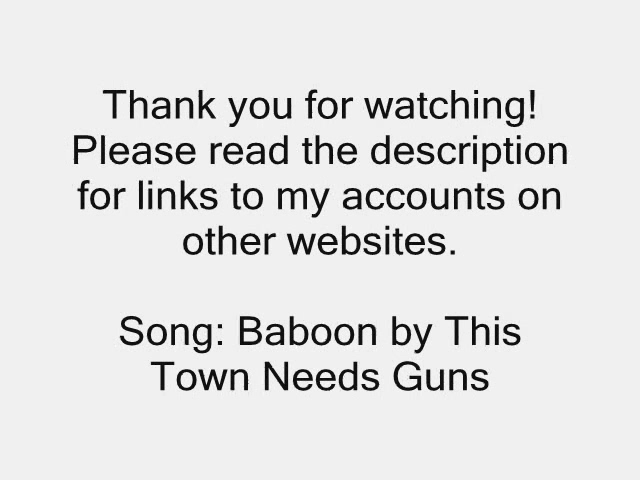 Thank you for watching!
Please read the description
for links to my accounts on
other websites.
Song: Baboon by This
Town Needs Guns